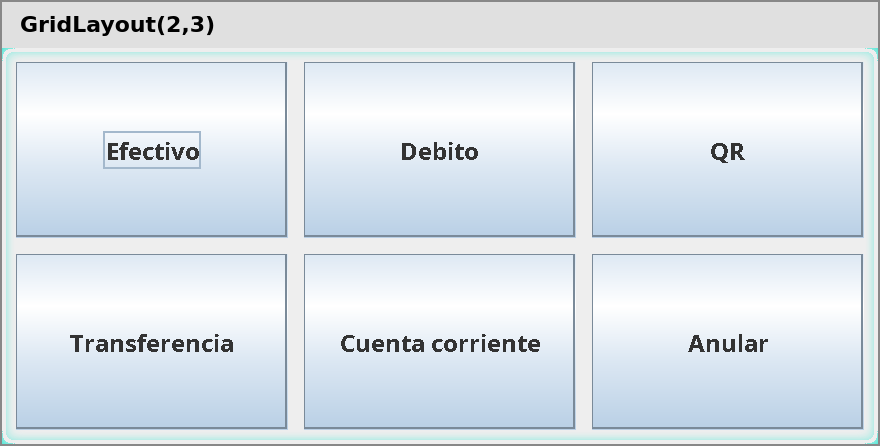 GridLayout(2,3)
Efectivo
Debito
QR
Transferencia
Cuenta corriente
Anular